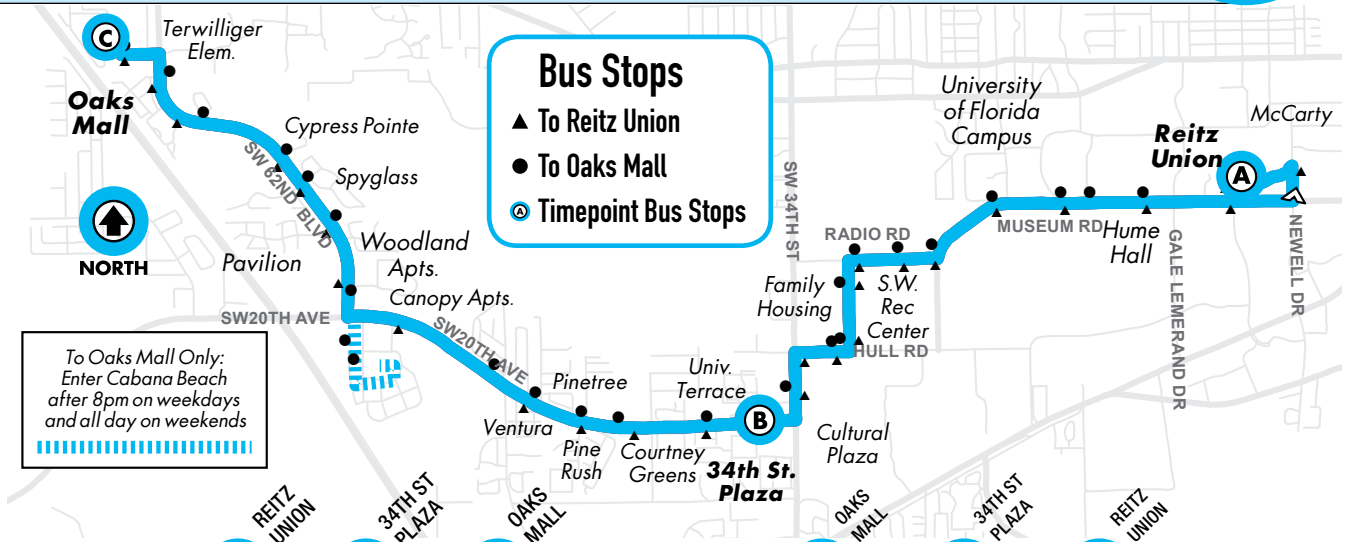 C
Terwilliger
Elem.
Oaks
Mall
Cypress Pointe
Spyglass
SW 62ND BLVD
NORTH
Pavilion
Woodland
Apts.
Canopy Apts.
SW20TH AVE
SW20TH AVE
To Oaks Mall Only:
Enter Cabana Beach
after 8pm on weekdays
and all day on weekends
Bus Stops
To Reitz Union
To Oaks Mall
A Timepoint Bus Stops
Ventura
Pinetree
Pine
Rush
Courtney
Greens
Univ.
Terrace
B
34th St.
Plaza
Cultural
Plaza
SW 34TH ST
Family
Housing
HULL RD
RADIO RD
S.W.
Rec
Center
University
of Florida
Campus
MUSEUM RD
Hume
Hall
GALE LEMERAND DR
Reitz
Union
A
McCarty
NEWELL DR
REITZ
UNION
34TH ST
PLAZA
OAKS
MALL
OAKS
MALL
34TH ST
PLAZA
REITZ
UNION